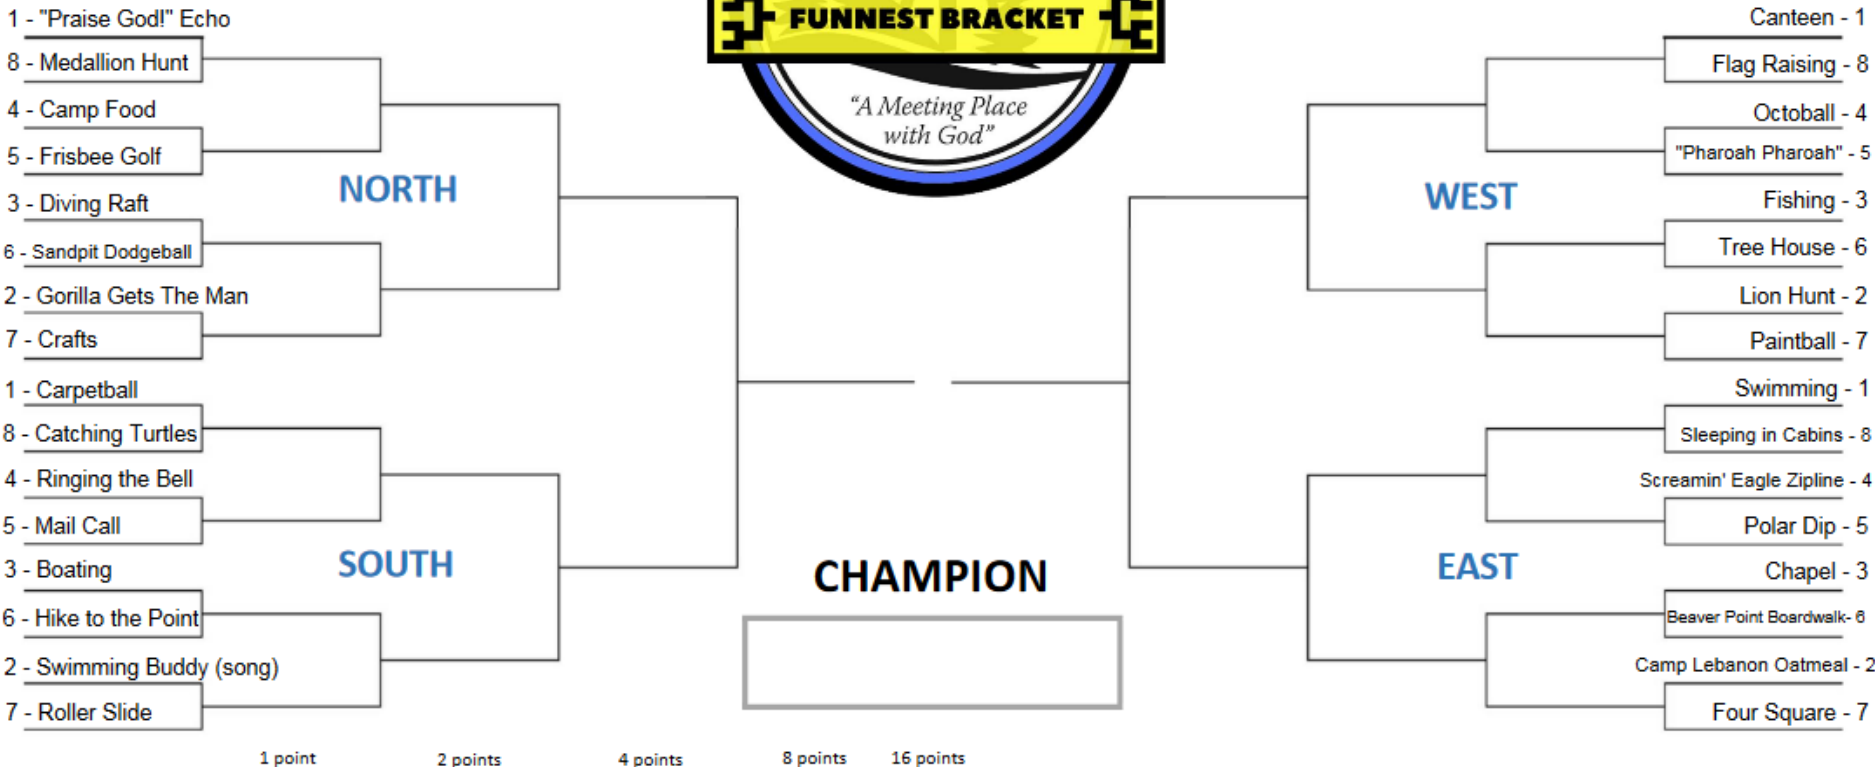 FUNNEST BRACKET
"A Meeting Place
with God"
1 - "Praise God!" Echo
8 - Medallion Hunt
4 - Camp Food
5 - Frisbee Golf
NORTH
3 - Diving Raft
6 - Sandpit Dodgeball
2 - Gorilla Gets The Man
7 - Crafts
1 - Carpetball
8 - Catching Turtles
4 - Ringing the Bell
5 - Mail Call
SOUTH
3 - Boating
6 - Hike to the Point
2 - Swimming Buddy (song)
7 - Roller Slide
Canteen - 1
Flag Raising - 8
Octoball - 4
"Pharoah Pharoah" - 5
WEST
Fishing - 3
Tree House - 6
Lion Hunt - 2
Paintball - 7
Swimming - 1
Sleeping in Cabins - 8
Screamin' Eagle Zipline - 4
Polar Dip - 5
EAST
Chapel - 3
Beaver Point Boardwalk- 6
Camp Lebanon Oatmeal - 2
Four Square - 7
CHAMPION
1 point
2 points
4 points
8 points
16 points